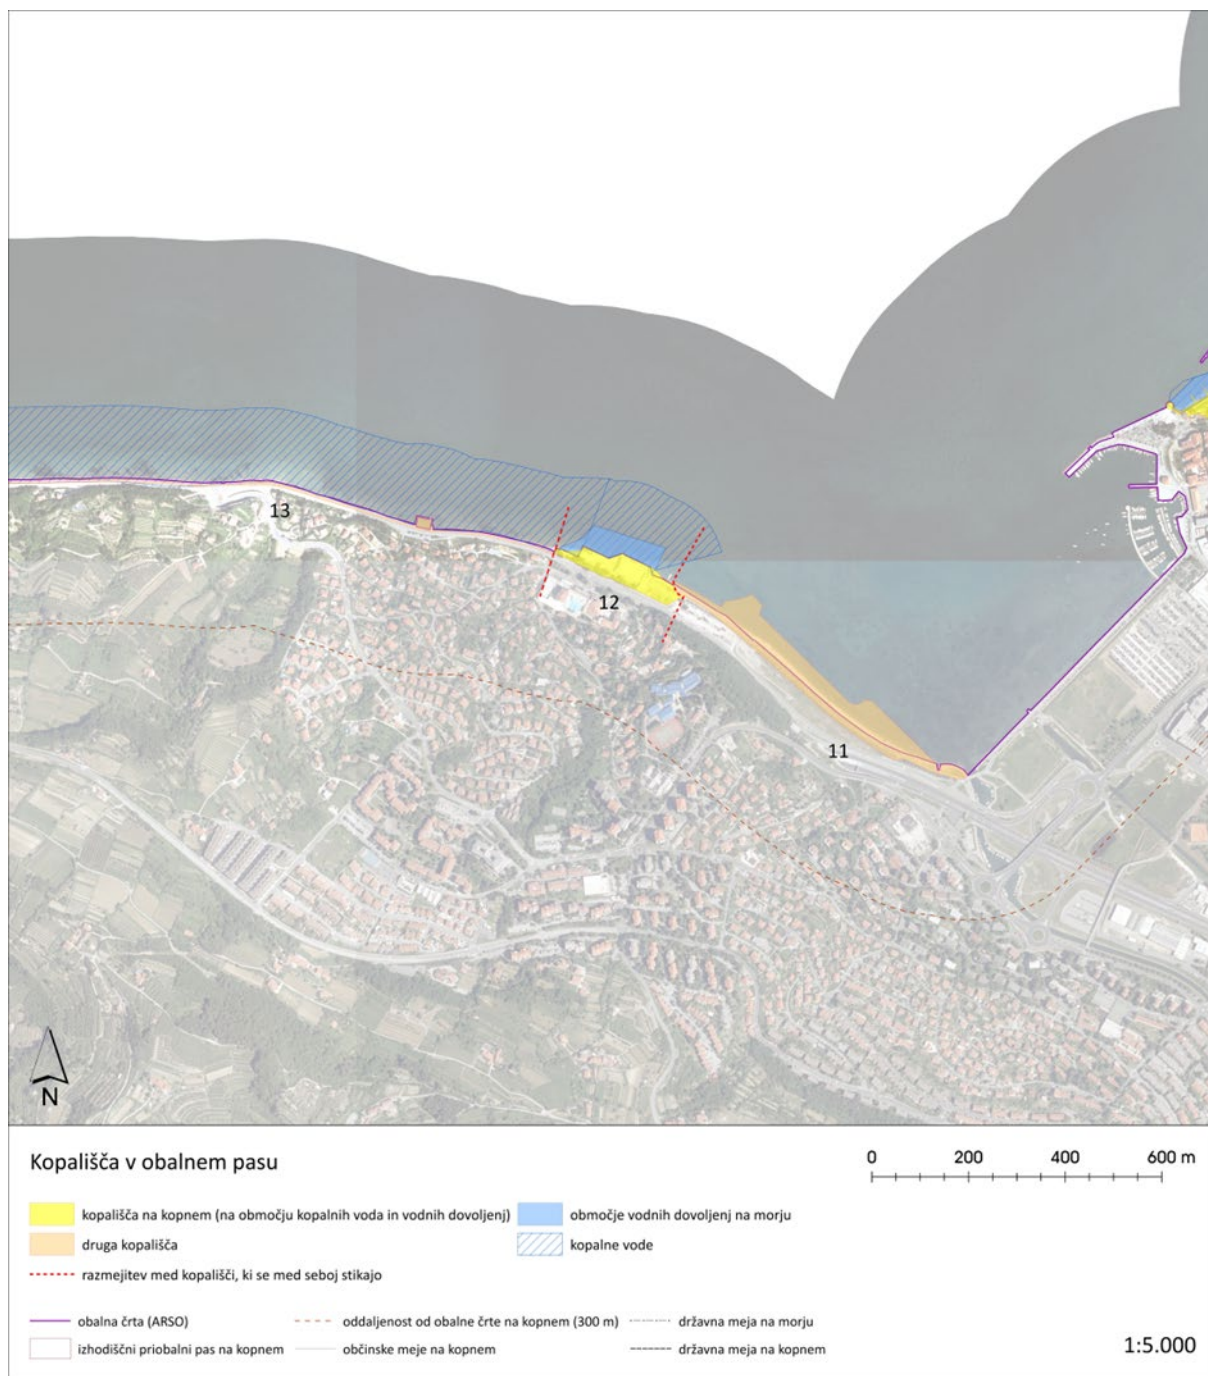 13
12
11
N
Kopališča v obalnem pasu
0 200 400 600 m
kopališča na kopnem (na območju kopalnih voda in vodnih dovoljenj)
območje vodnih dovoljenj na morju
druga kopališča
kopalne vode
razmejitev med kopališči, ki se med seboj stikajo
obalna črta (ARSO)
oddaljenost od obalne črte na kopnem (300 m)
državna meja na morju
izhodiščni priobalni pas na kopnem
občinske meje na kopnem
državna meja na kopnem
1:5.000